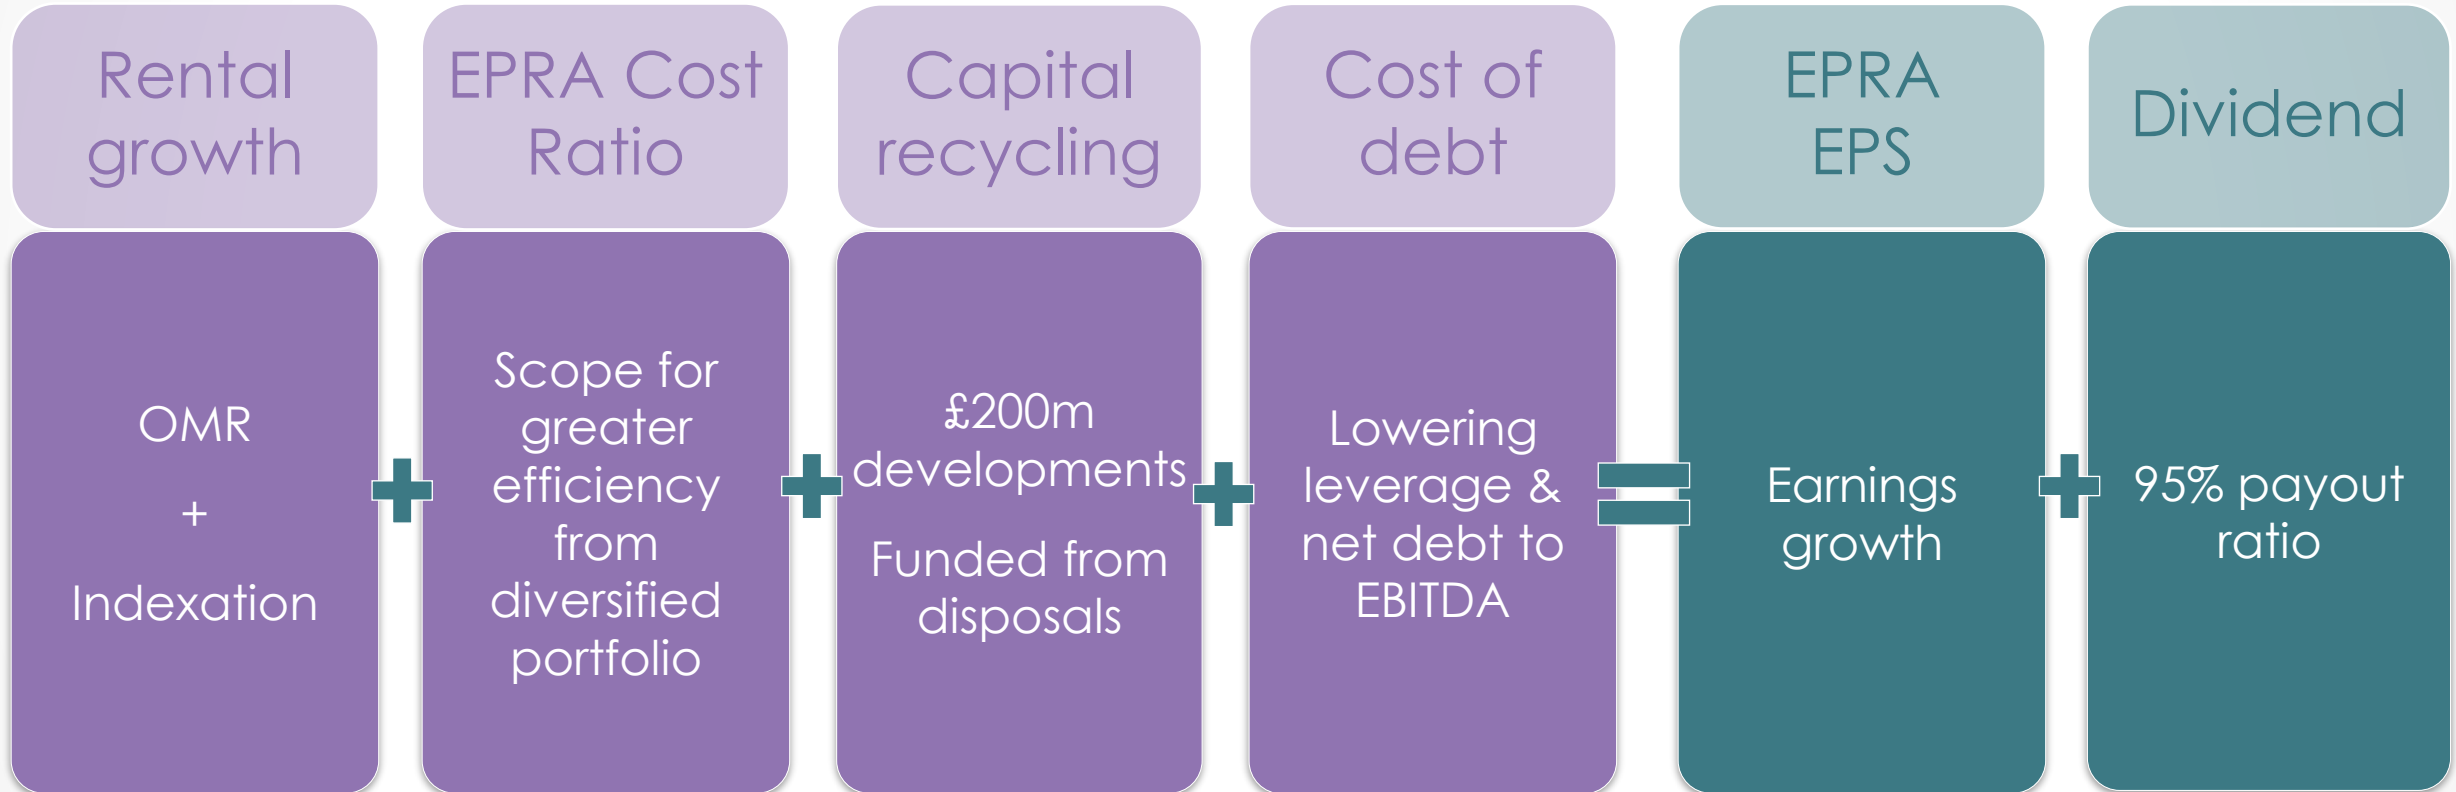 Rental
growth
OMR
+
Indexation
EPRA Cost
Ratio
Scope for
greater
efficiency
from
diversified
portfolio
Capital
recycling
£200m
developments
Funded from
disposals
Cost of
debt
Lowering
leverage &
net debt to
EBITDA
EPRA
EPS
Earnings
growth
Dividend
95% payout
ratio